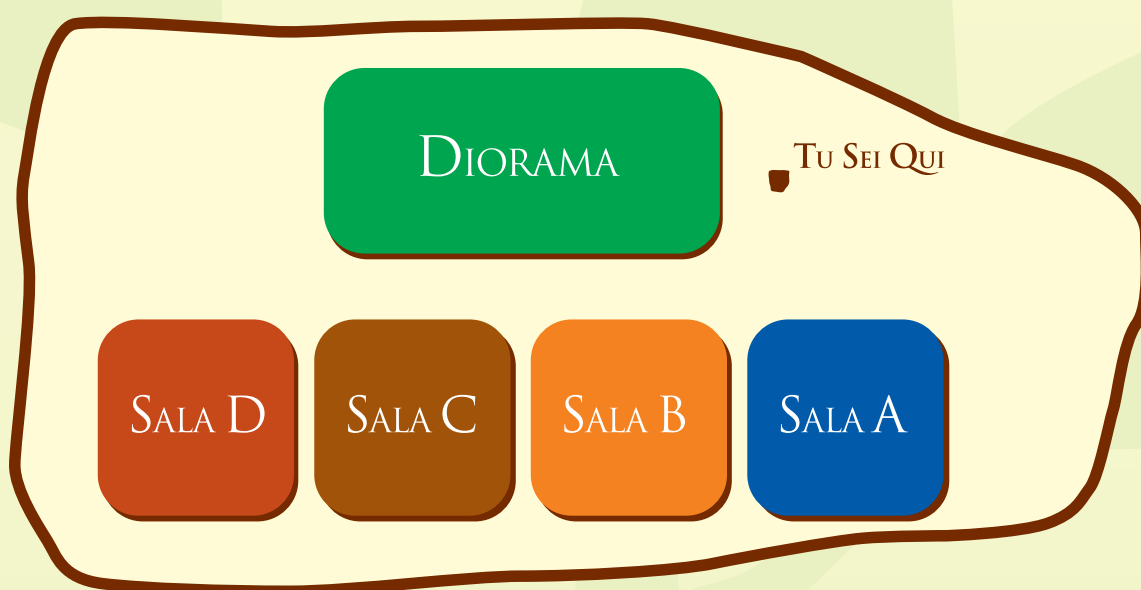 Diorama
Tu Sei Qui
Sala D
Sala C
Sala B
Sala A